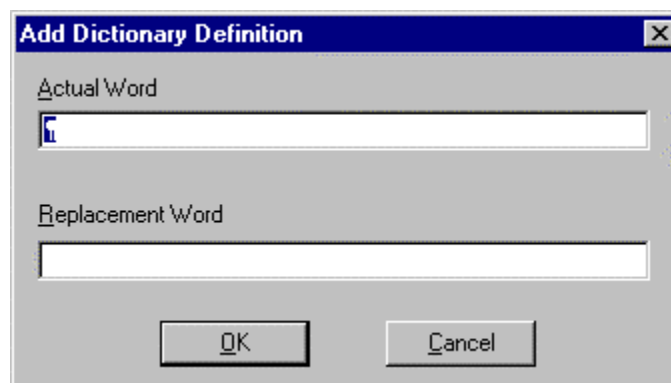 Add Dictionary Definition
Actual Word
¶
Replacement Word
OK
Cancel